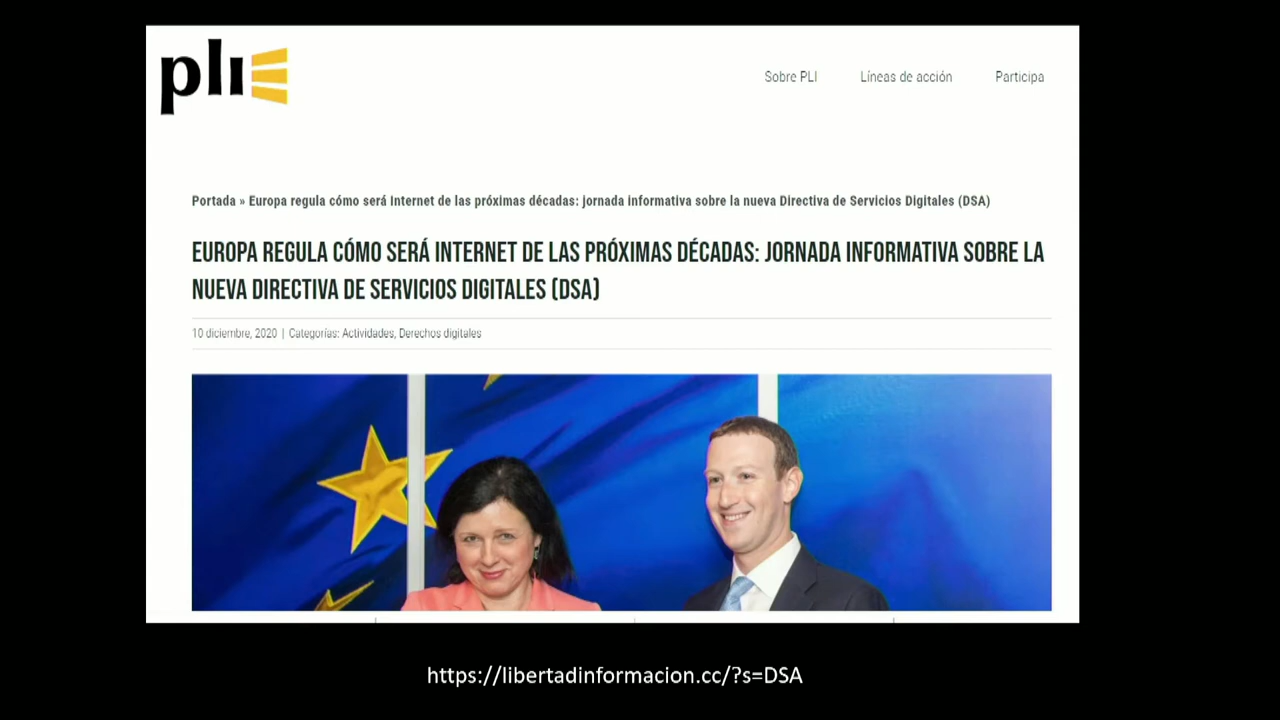 pli
Sobre PLI
Líneas de acción
Participa
Portada » Europa regula cómo será Internet de las próximas décadas: jornada informativa sobre la nueva Directiva de Servicios Digitales (DSA)
EUROPA REGULA CÓMO SERÁ INTERNET DE LAS PRÓXIMAS DÉCADAS: JORNADA INFORMATIVA SOBRE LA
NUEVA DIRECTIVA DE SERVICIOS DIGITALES (DSA)
10 diciembre, 2020 | Categorías: Actividades, Derechos digitales
https://libertadinformacion.cc/?s=DSA